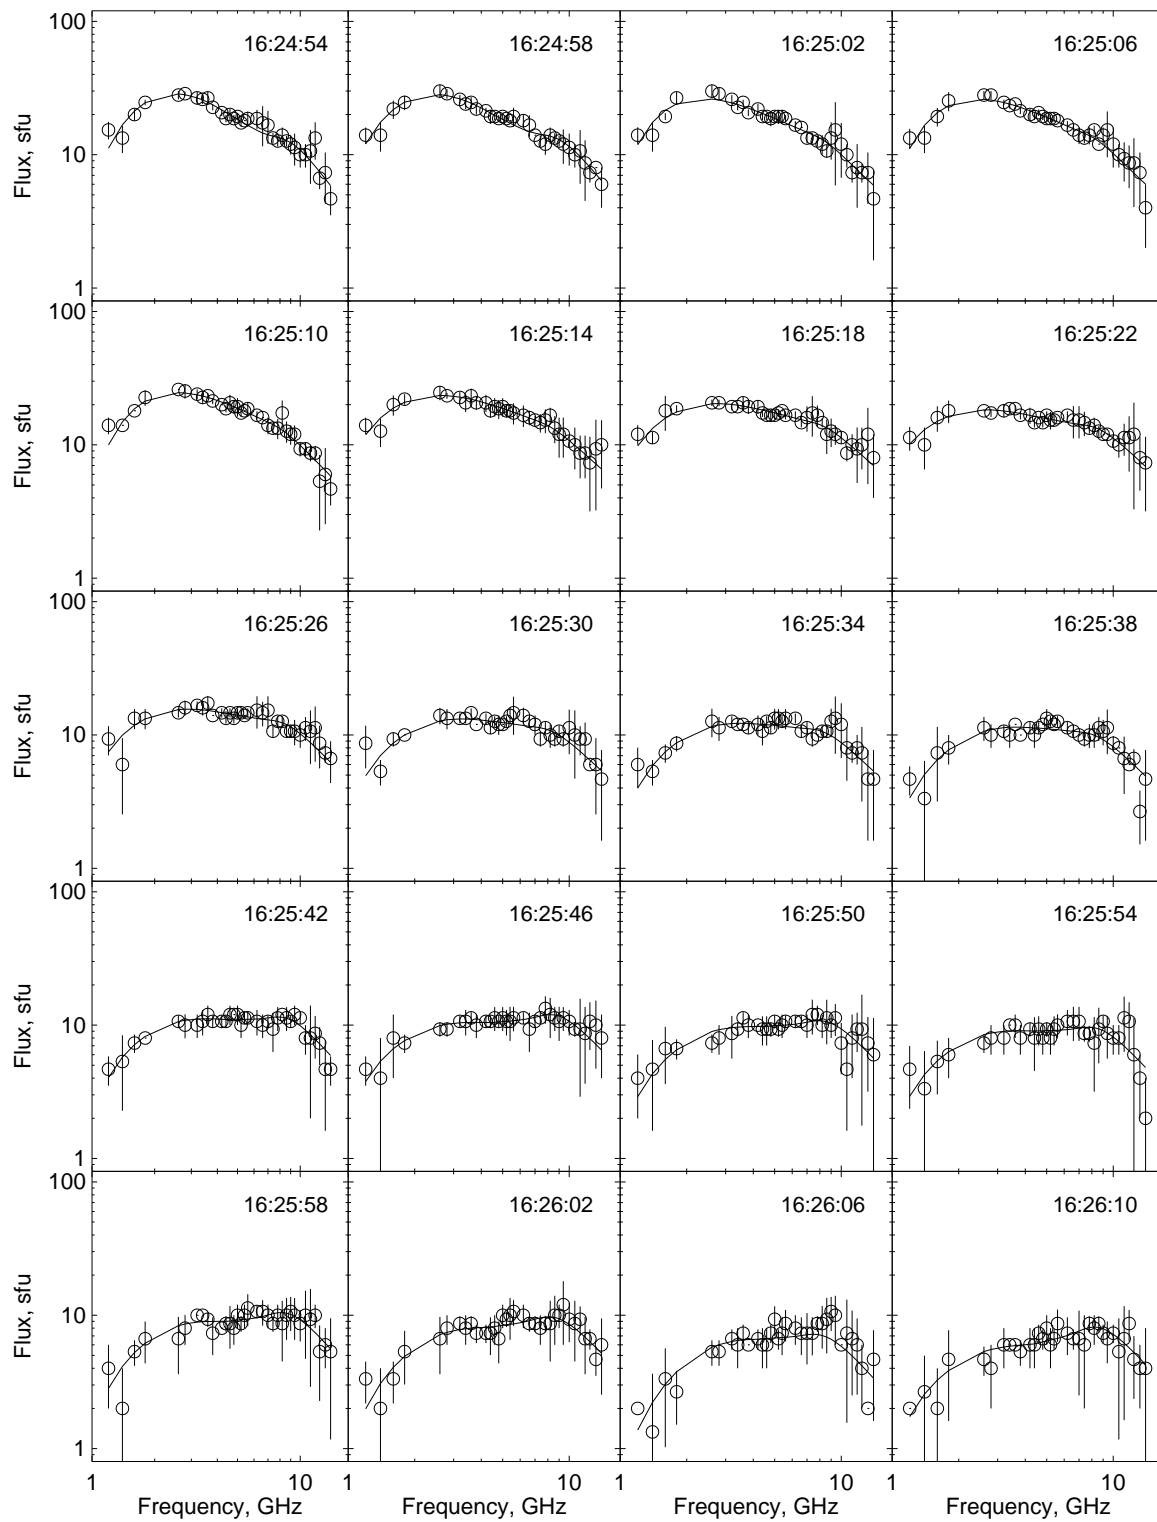 100 16:24:54 16:24:58 16:25:02 16:25:06
Flux, sfu
10
1
100 16:25:10 16:25:14 16:25:18 16:25:22
Flux, sfu
10
1
100 16:25:26 16:25:30 16:25:34 16:25:38
Flux, sfu
10
1
100 16:25:42 16:25:46 16:25:50 16:25:54
Flux, sfu
10
1
100 16:25:58 16:26:02 16:26:06 16:26:10
Flux, sfu
10
1
1 10 1 10 1 10 1 10
Frequency, GHz Frequency, GHz Frequency, GHz Frequency, GHz